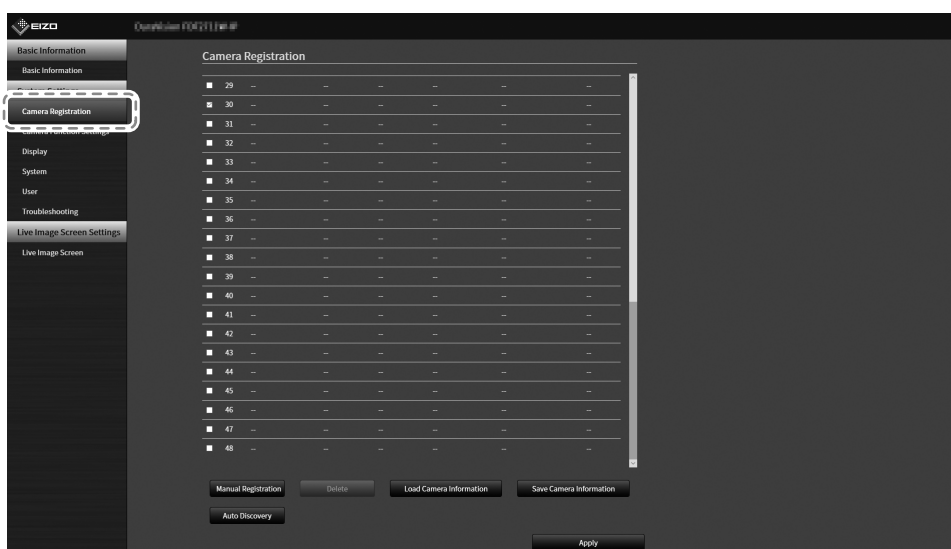 EIZO
Basic Information
Basic Information
Camera Registration
Display
System
User
Troubleshooting
Live Image Screen Settings
Live Image Screen
Camera Registration
29 -- -- -- -- -- --
30 -- -- -- -- -- --
31 -- -- -- -- -- --
32 -- -- -- -- -- --
33 -- -- -- -- -- --
34 -- -- -- -- -- --
35 -- -- -- -- -- --
36 -- -- -- -- -- --
37 -- -- -- -- -- --
38 -- -- -- -- -- --
39 -- -- -- -- -- --
40 -- -- -- -- -- --
41 -- -- -- -- -- --
42 -- -- -- -- -- --
43 -- -- -- -- -- --
44 -- -- -- -- -- --
45 -- -- -- -- -- --
46 -- -- -- -- -- --
47 -- -- -- -- -- --
48 -- -- -- -- -- --
Manual Registration Delete Load Camera Information Save Camera Information
Auto Discovery
Apply